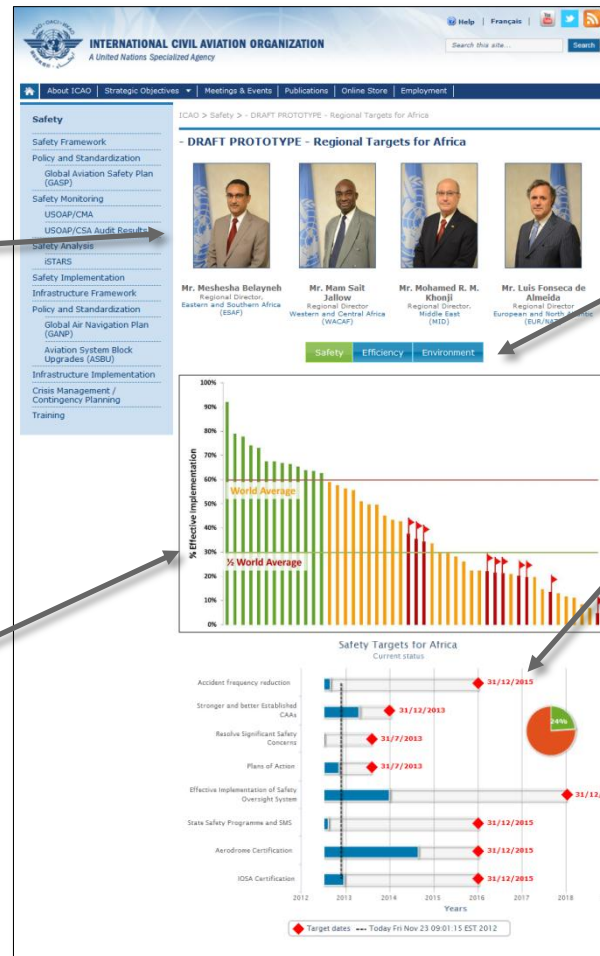 Help | Français |
You Tube
INTERNATIONAL CIVIL AVIATION ORGANIZATION
A United Nations Specialized Agency
Search this site...
Search
About ICAO | Strategic Objectives | Meetings & Events | Publications | Online Store | Employment |
Safety
Safety Framework
Policy and Standardization
Global Aviation Safety Plan
(GASP)
Safety Monitoring
USOAP/CMA
USOAP/CSA Audit Results
Safety Analysis
iSTARS
Safety Implementation
Infrastructure Framework
Policy and Standardization
Global Air Navigation Plan
(GANP)
Aviation System Block
Upgrades (ASBU)
Infrastructure Implementation
Crisis Management /
Contingency Planning
Training
ICAO > Safety > - DRAFT PROTOTYPE - Regional Targets for Africa
- DRAFT PROTOTYPE - Regional Targets for Africa
Mr. Meshesha Belayneh
Regional Director,
Eastern and Southern Africa
(ESAF)
Mr. Mam Sait
Jallow
Regional Director
Western and Central Africa
(WACAF)
Mr. Mohamed R. M.
Khonji
Regional Director,
Middle East
(MID)
Mr. Luis Fonseca de
Almeida
Regional Director
European and North Atlantic
(EUR/NAT)
Safety Efficiency Environment
% Effective Implementation
100%
90%
80%
70%
60%
50%
40%
30%
20%
10%
0%
World Average
½ World Average
Safety Targets for Africa
Current status
Accident frequency reduction
31/12/2015
Stronger and better Established
CAAs
31/12/2013
Resolve Significant Safety
Concerns
31/7/2013
Plans of Action
31/7/2013
Effective Implementation of Safety
Oversight System
31/12/
State Safety Programme and SMS
31/12/2015
Aerodrome Certification
31/12/2015
IOSA Certification
31/12/2015
24%
2012 2013 2014 2015 2016 2017 2018
Years
Target dates Today Fri Nov 23 09:01:15 EST 2012